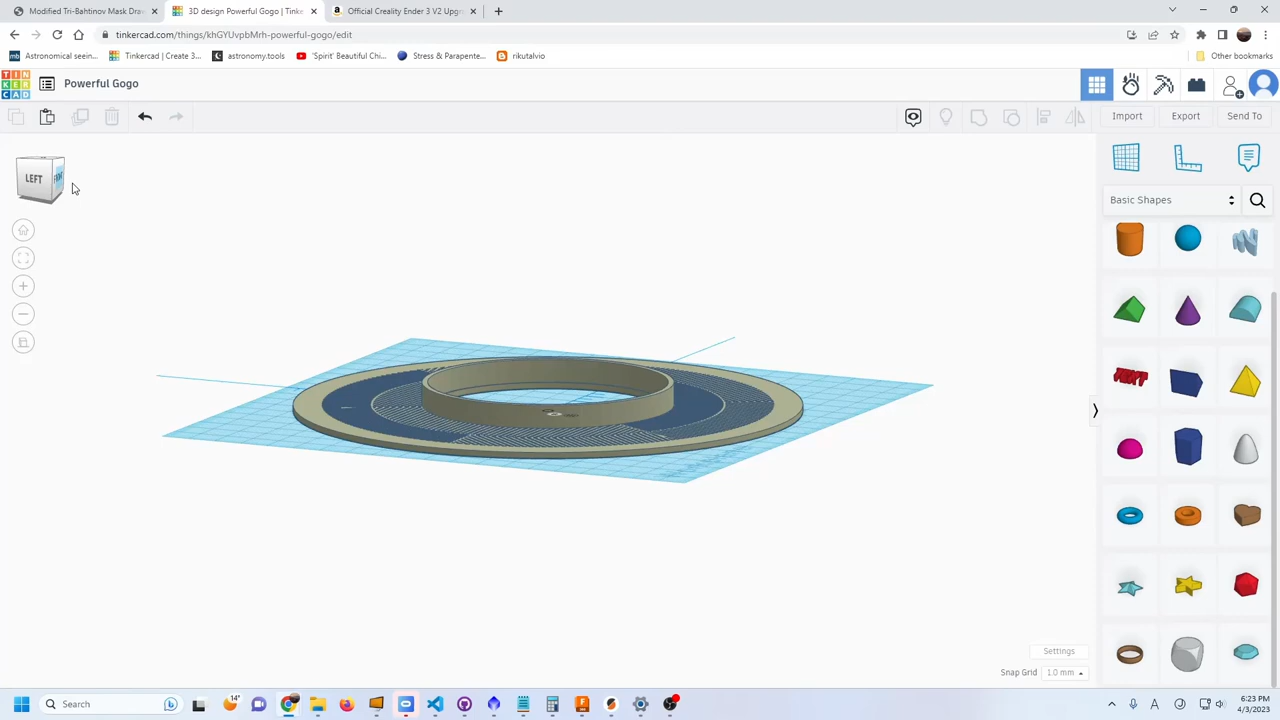 Modified Tri-Bahtinov Mask Dra
3D design Powerful Gogo | Tinke
Official Creality Ender 3 V2 Upgr
tinkercad.com/things/khGYUvpbMrh-powerful-gogo/edit
Astronomical seein...
Tinkercad | Create 3...
astronomy.tools
'Spirit' Beautiful Chi...
Stress & Parapente...
rikutalvio
Other bookmarks
TIN
KER
CAD
Powerful Gogo
Import
Export
Send To
LEFT
Basic Shapes
TEXT
Settings
Snap Grid
1.0 mm
14°
Search
6:23 PM
4/3/2023